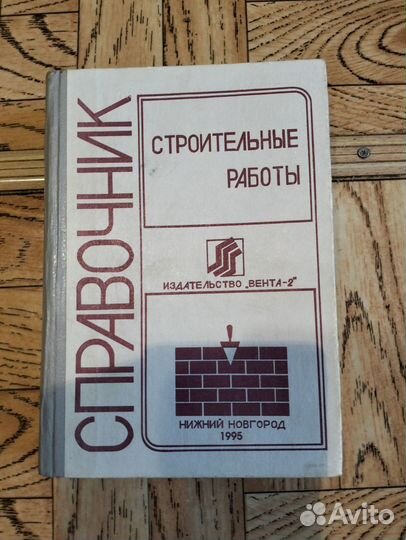 СПРАВОЧНИК
СТРОИТЕЛЬНЫЕ
РАБОТЫ
ИЗДАТЕЛЬСТВО „ВЕНТА-2"
НИЖНИЙ НОВГОРОД
1995
Avito